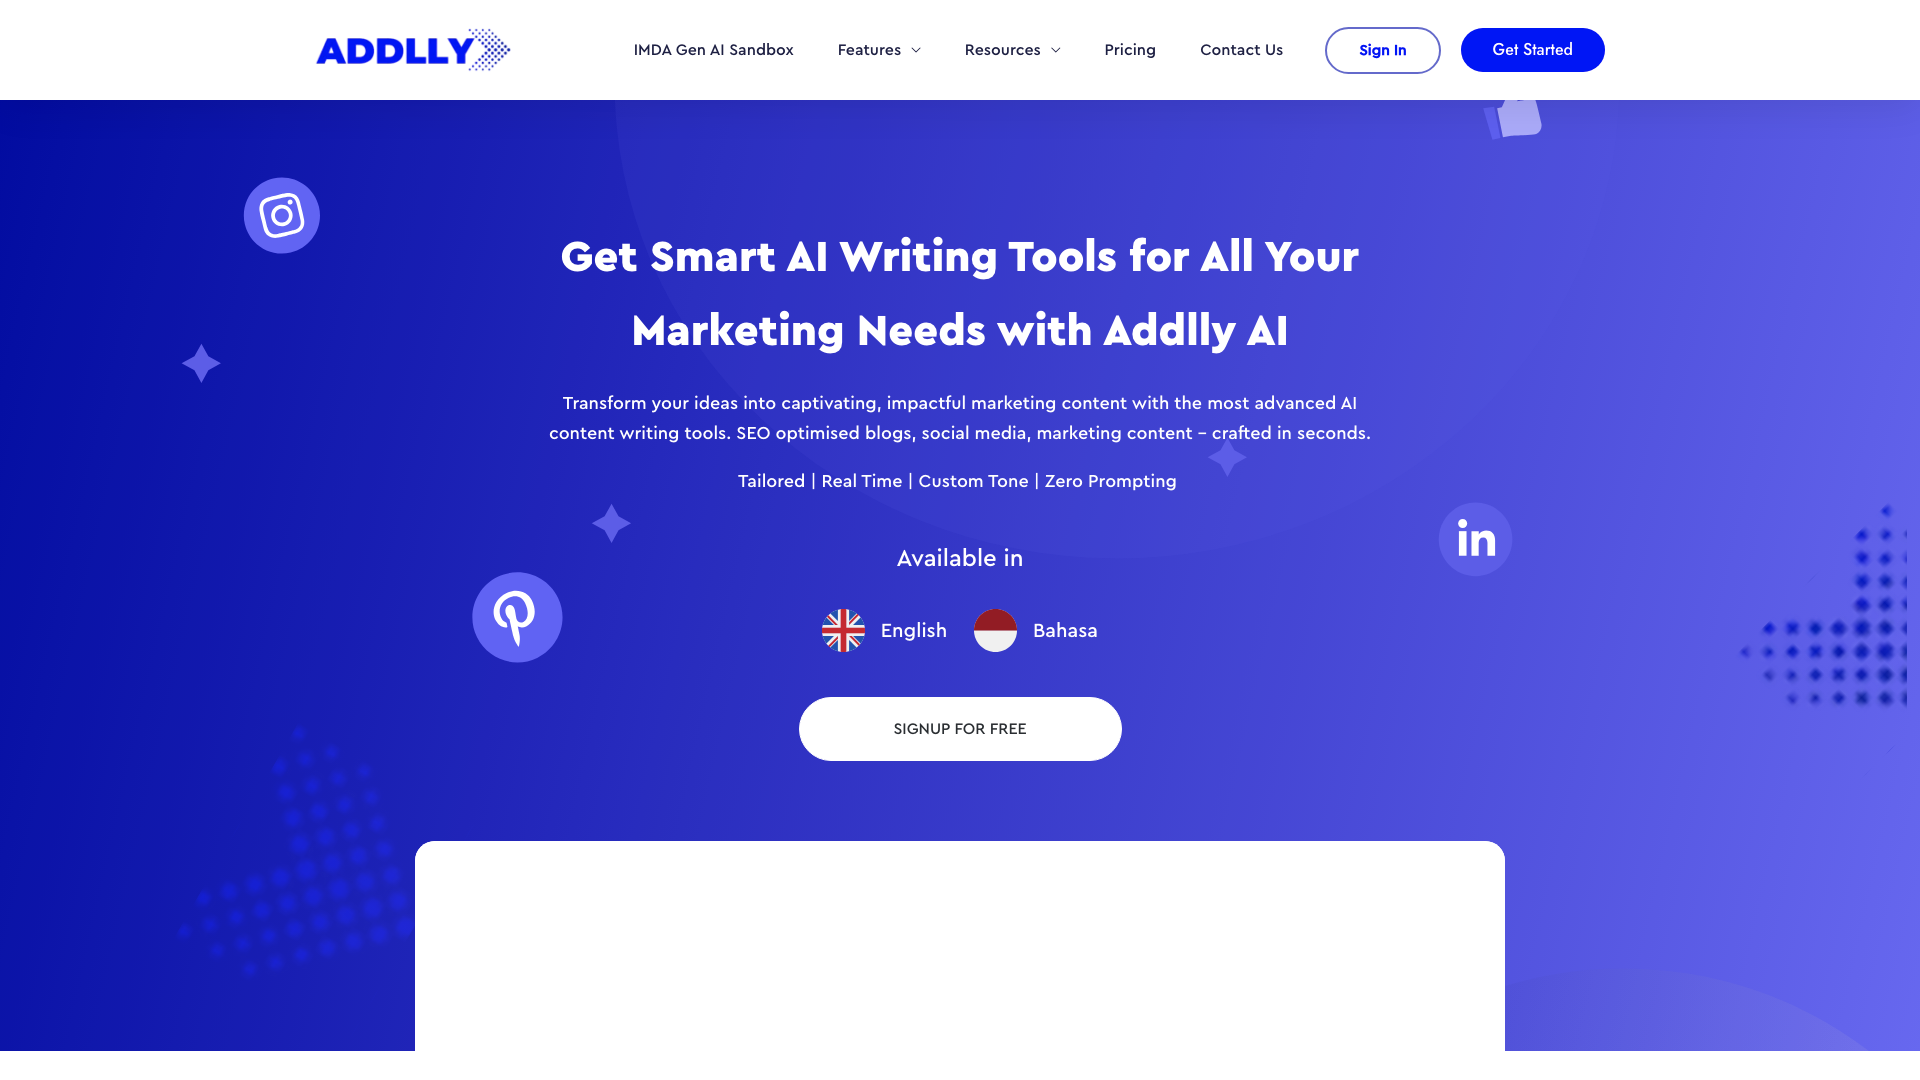 ADDLLY
IMDA Gen AI Sandbox
Features
Resources
Pricing
Contact Us
Sign In
Get Started
Get Smart AI Writing Tools for All Your
Marketing Needs with Addlly AI
Transform your ideas into captivating, impactful marketing content with the most advanced AI
content writing tools. SEO optimised blogs, social media, marketing content – crafted in seconds.
Tailored | Real Time | Custom Tone | Zero Prompting
in
Available in
English
Bahasa
SIGNUP FOR FREE